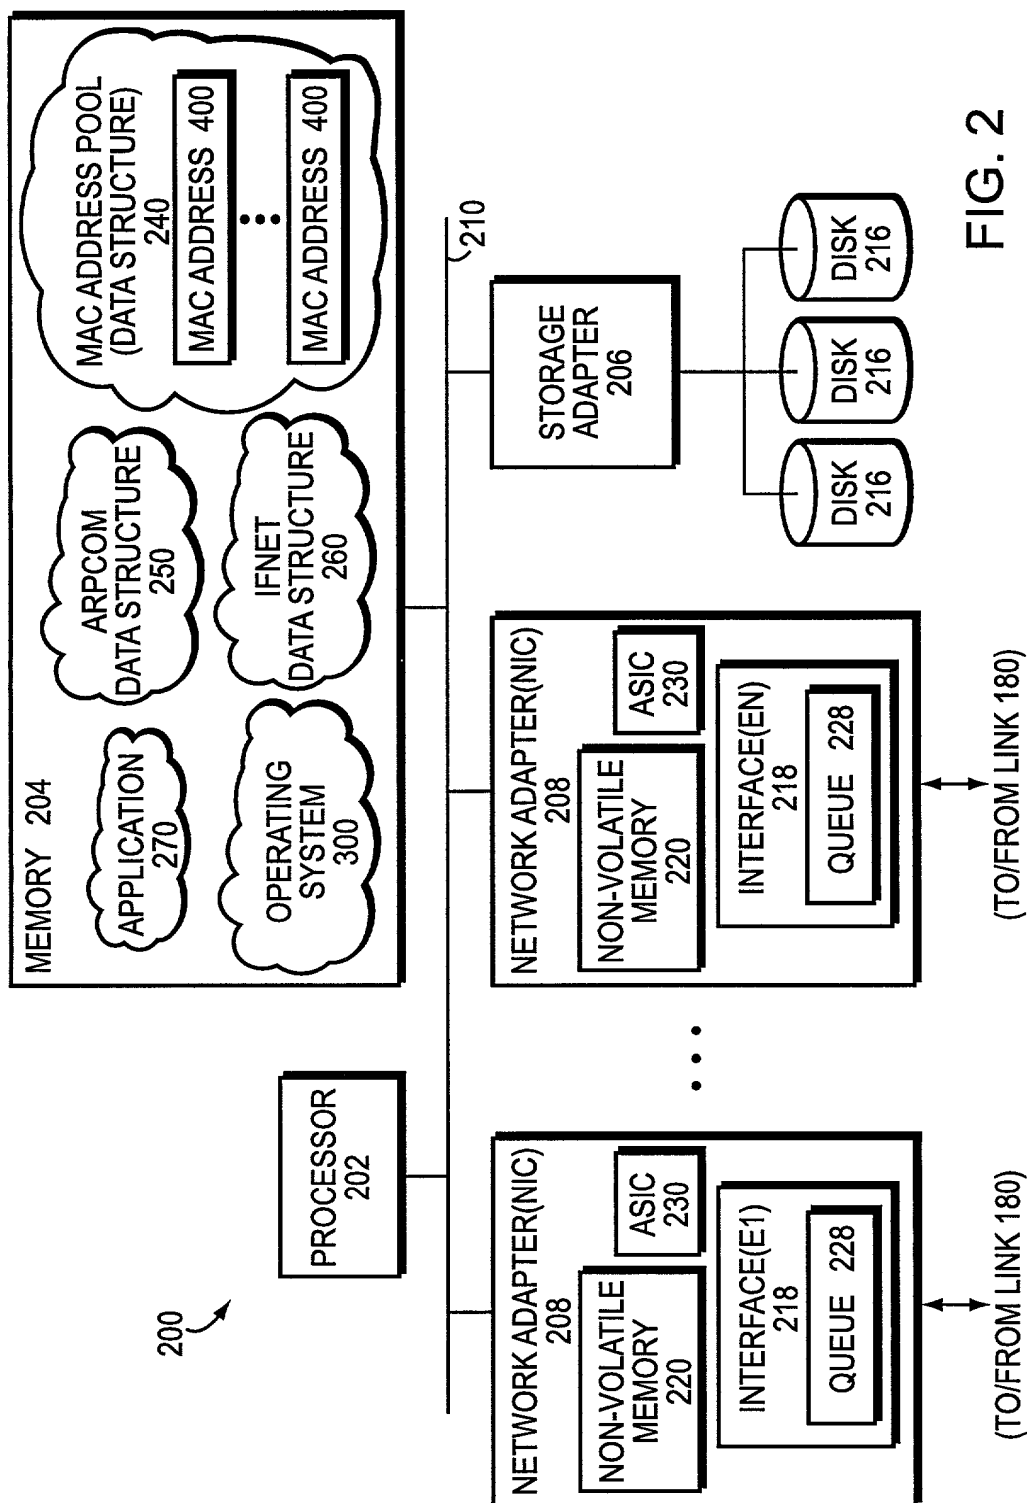 200
PROCESSOR
202
MEMORY 204
APPLICATION
270
OPERATING
SYSTEM
300
ARPCOM
DATA STRUCTURE
250
IFNET
DATA STRUCTURE
260
MAC ADDRESS POOL
(DATA STRUCTURE)
240
MAC ADDRESS 400
MAC ADDRESS 400
210
NETWORK ADAPTER(NIC)
208
NON-VOLATILE
MEMORY
220
ASIC
230
INTERFACE(E1)
218
QUEUE 228
(TO/FROM LINK 180)
NETWORK ADAPTER(NIC)
208
NON-VOLATILE
MEMORY
220
ASIC
230
INTERFACE(EN)
218
QUEUE 228
(TO/FROM LINK 180)
STORAGE
ADAPTER
206
DISK
216
DISK
216
DISK
216
FIG. 2